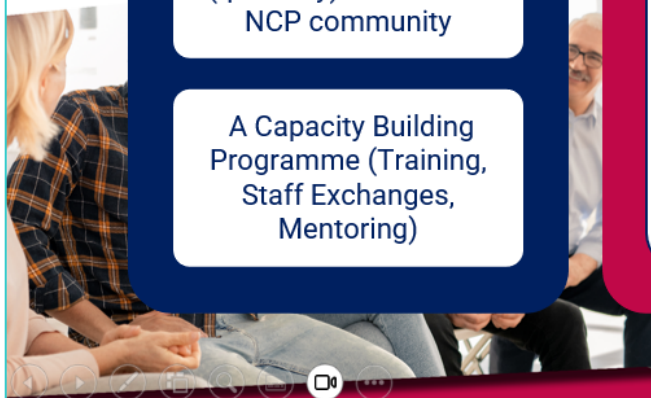 NCP community
A Capacity Building
Programme (Training,
Staff Exchanges,
Mentoring)